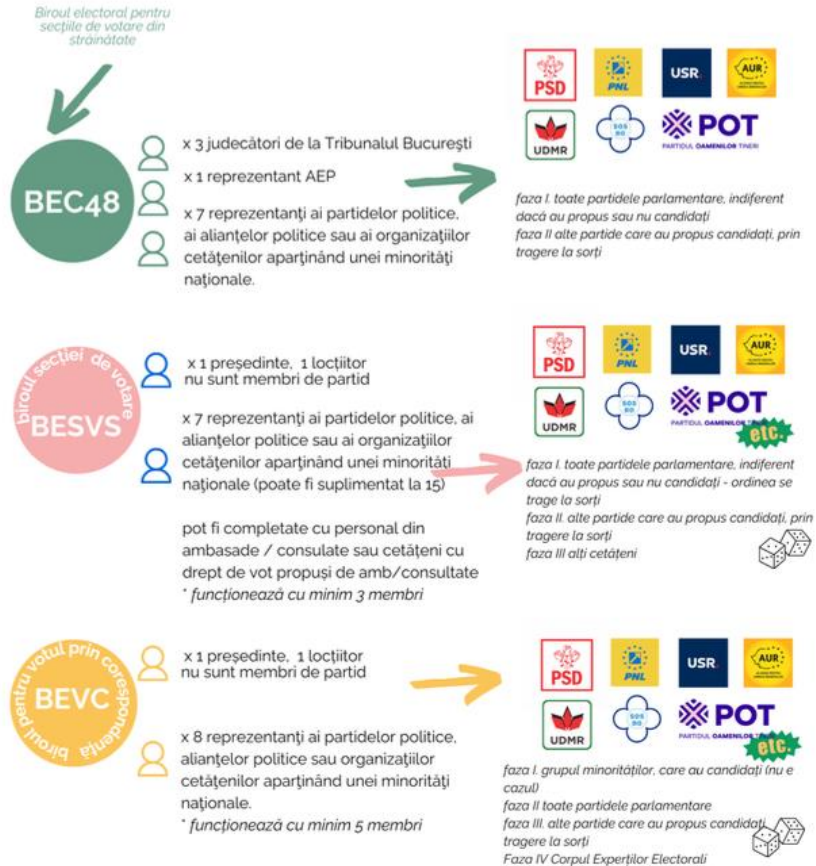 Biroul electoral pentru
secțiile de votare din
străinătate
BEC48
x 3 judecători de la Tribunalul București
x 1 reprezentant AEP
x 7 reprezentanți ai partidelor politice,
ai alianțelor politice sau ai organizațiilor
cetățenilor aparținând unei minorități
naționale.
PSD
PNL
USR
AUR
UDMR
SOS
RO
POT
PARTIDUL OAMENILOR TINERI
faza I. toate partidele parlamentare, indiferent
dacă au propus sau nu candidați
faza II alte partide care au propus candidați, prin
tragere la sorți
biroul secției de votare
BESVS
x 1 președinte, 1 locțiitor
nu sunt membri de partid
x 7 reprezentanți ai partidelor politice, ai
alianțelor politice sau ai organizațiilor
cetățenilor aparținând unei minorități
naționale (poate fi suplimentat la 15)
pot fi completate cu personal din
ambasade / consulate sau cetățeni cu
drept de vot propuși de amb/consultate
* funcționează cu minim 3 membri
PSD
PNL
USR
AUR
UDMR
SOS
RO
POT
PARTIDUL OAMENILOR
etc.
faza I. toate partidele parlamentare, indiferent
dacă au propus sau nu candidați - ordinea se
trage la sorți
faza II. alte partide care au propus candidați, prin
tragere la sorți
faza III alți cetățeni
biroul pentru votul prin corespondență
BEVC
x 1 președinte, 1 locțiitor
nu sunt membri de partid
x 8 reprezentanți ai partidelor politice,
alianțelor politice sau organizațiilor
cetățenilor aparținând unei minorități
naționale.
* funcționează cu minim 5 membri
PSD
PNL
USR
AUR
UDMR
SOS
RO
POT
PARTIDUL OAMENILOR
etc.
faza I. grupul minorităților, care au candidați (nu e
cazul)
faza II toate partidele parlamentare
faza III. alte partide care au propus candidați,
tragere la sorți
Faza IV Corpul Experților Electorali